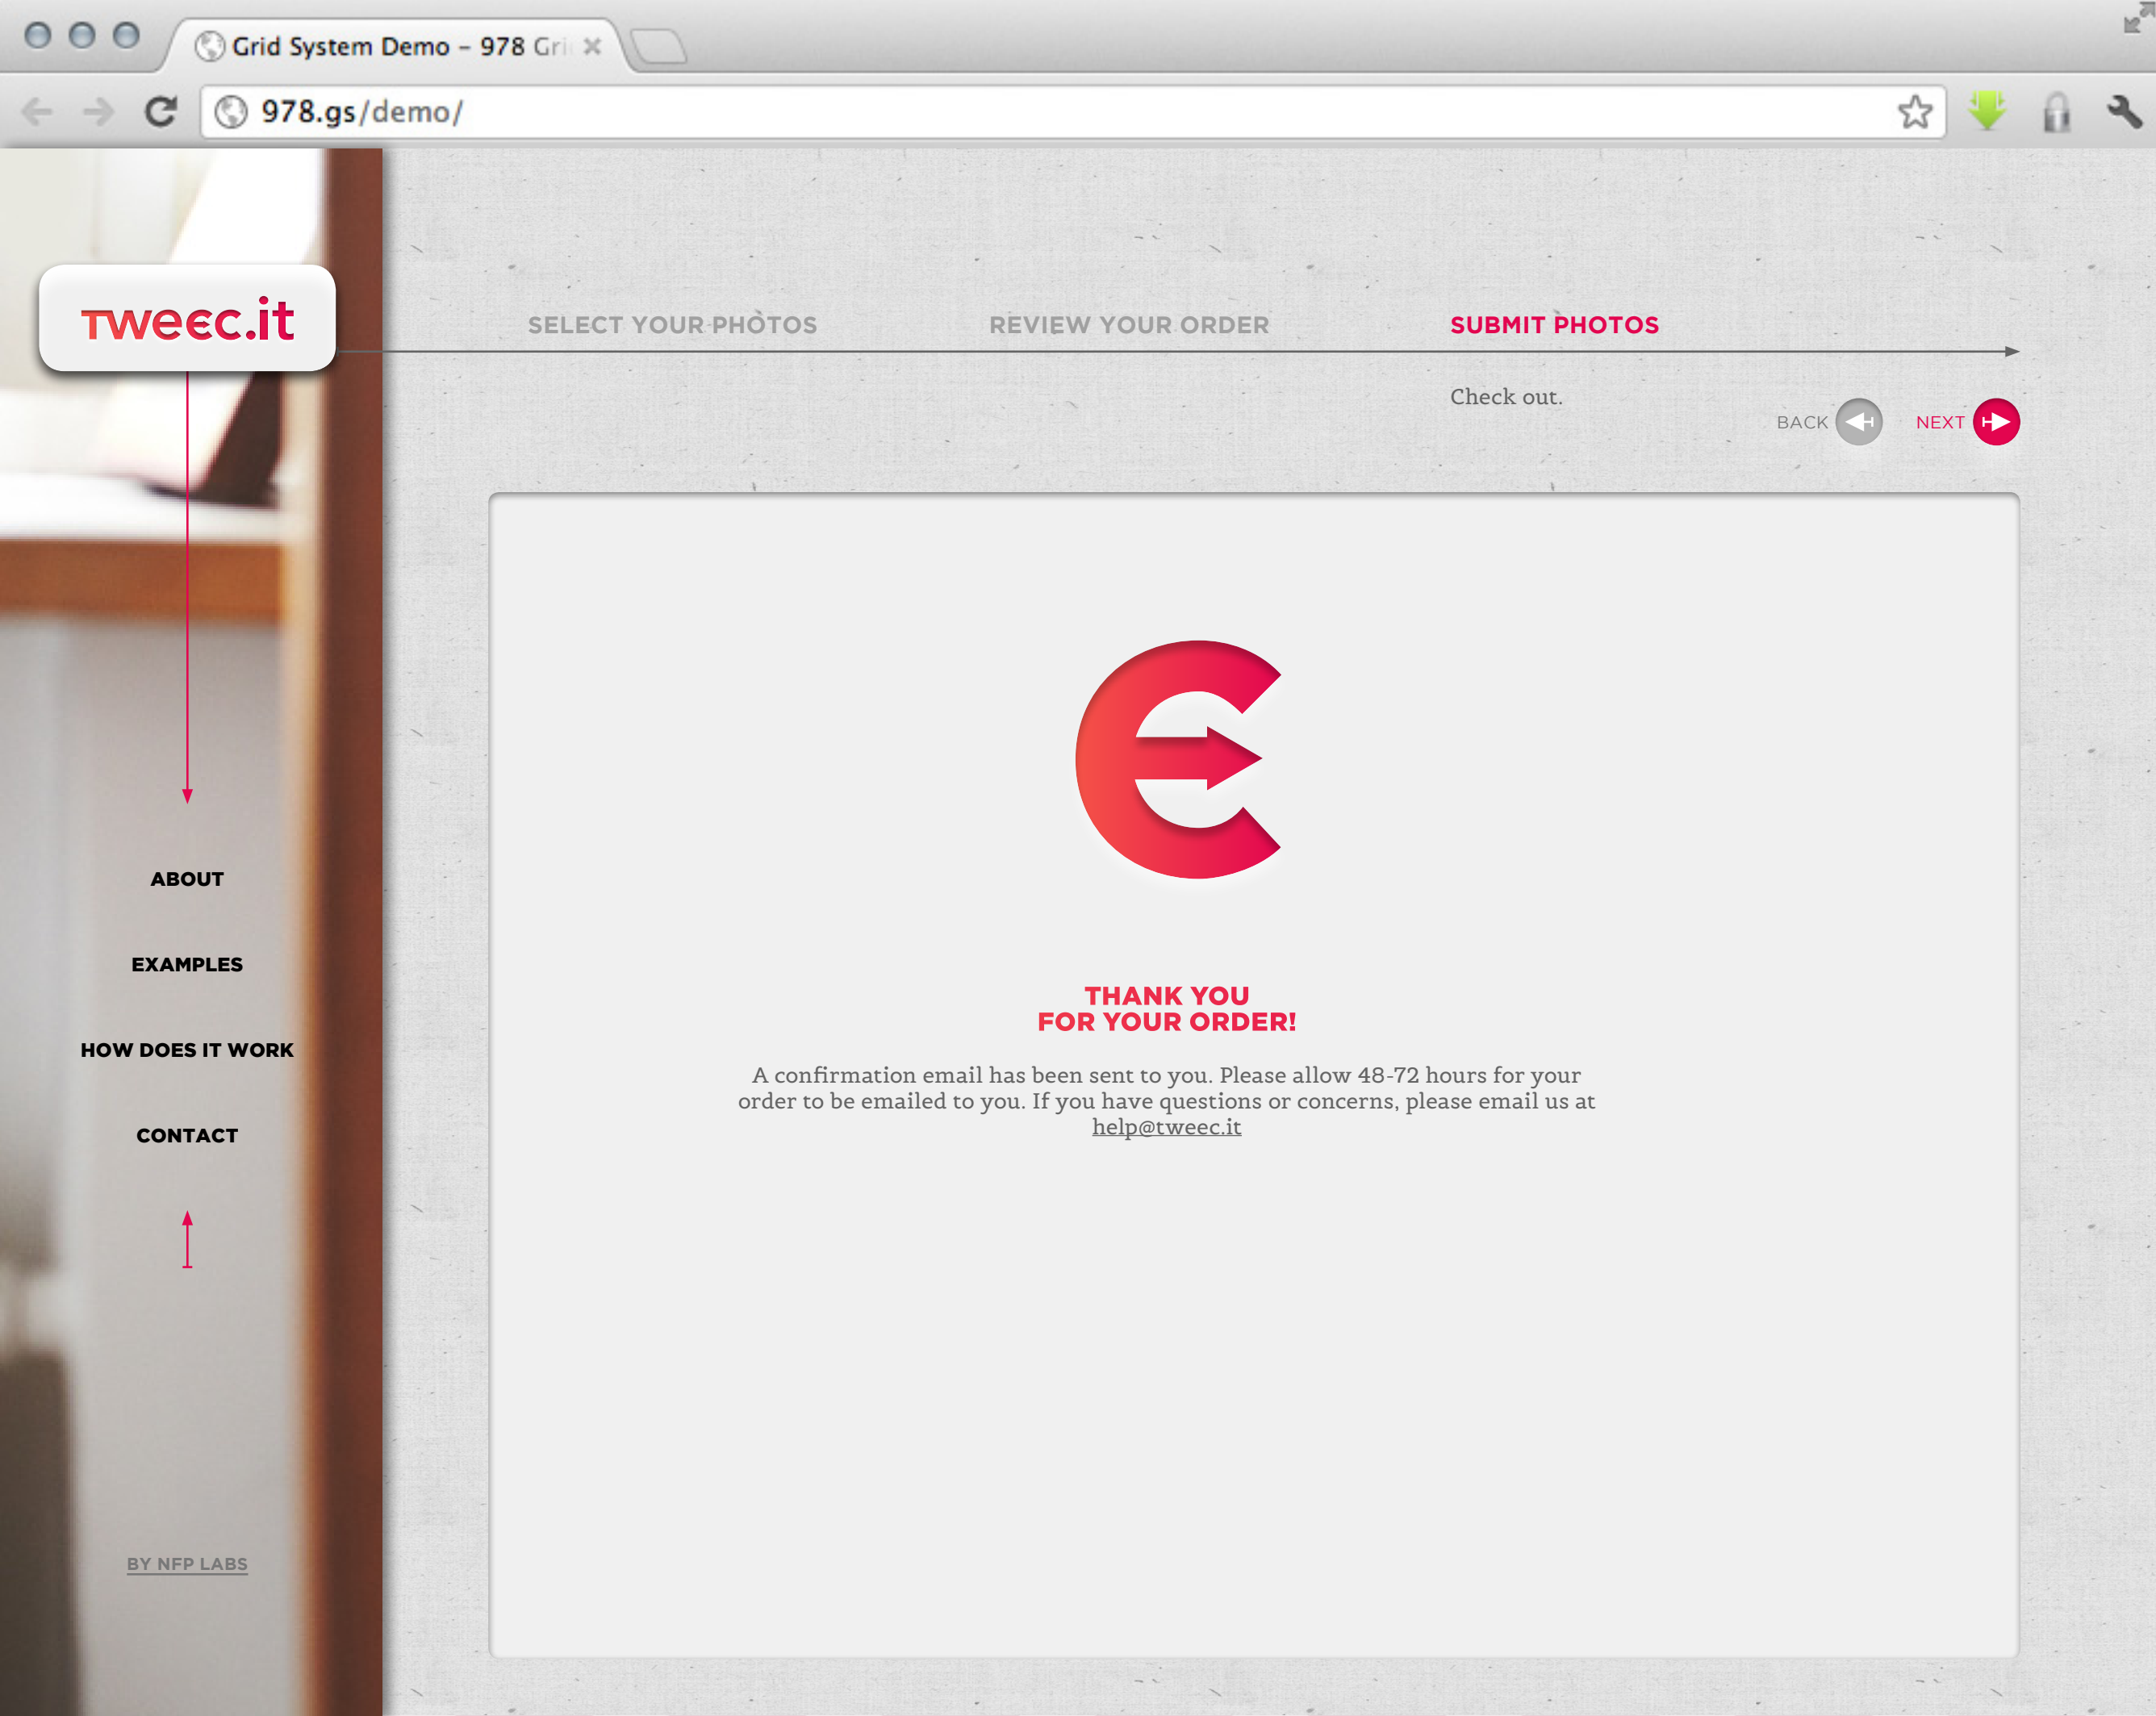 Grid System Demo – 978 Gri
978.gs/demo/
Tweec.it
SELECT YOUR PHOTOS
REVIEW YOUR ORDER
SUBMIT PHOTOS
Check out.
BACK
NEXT
ABOUT
EXAMPLES
HOW DOES IT WORK
CONTACT
BY NFP LABS
THANK YOU
FOR YOUR ORDER!
A confirmation email has been sent to you. Please allow 48-72 hours for your
order to be emailed to you. If you have questions or concerns, please email us at
help@tweec.it